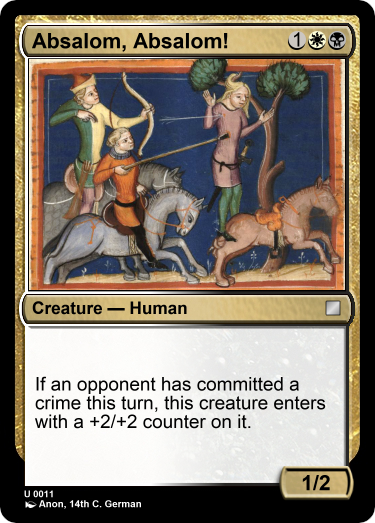 Absalom, Absalom! 1
Creature — Human
If an opponent has committed a
crime this turn, this creature enters
with a +2/+2 counter on it.
1/2
U 0011
Anon, 14th C. German